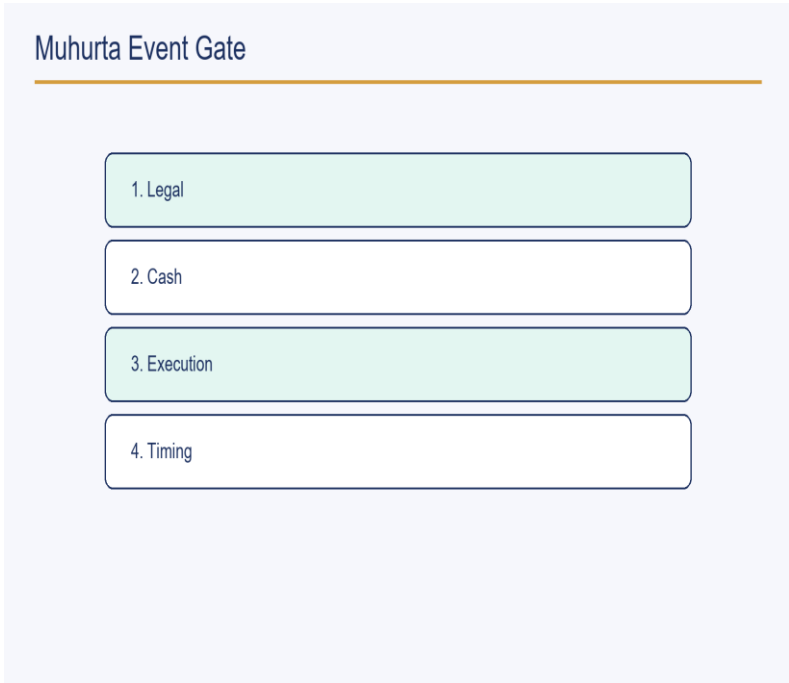 Muhurta Event Gate
1. Legal
2. Cash
3. Execution
4. Timing